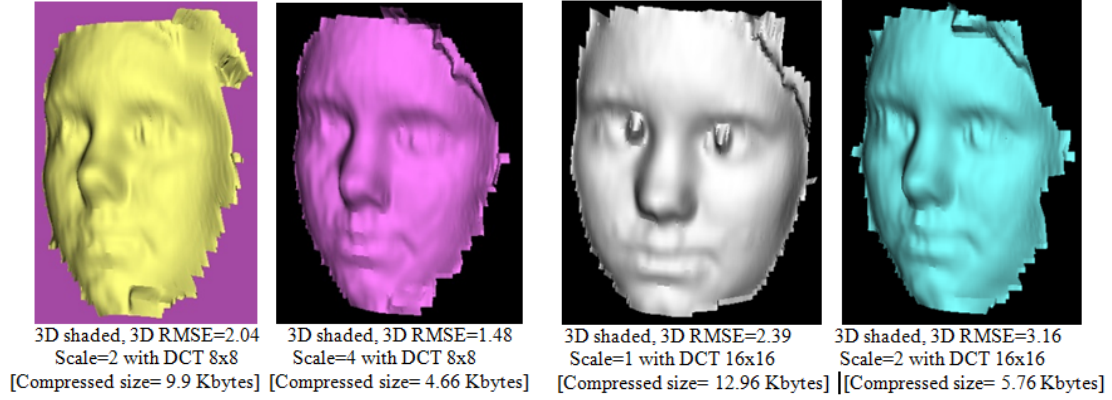 3D shaded, 3D RMSE=2.04
Scale=2 with DCT 8x8
[Compressed size= 9.9 Kbytes]
3D shaded, 3D RMSE=1.48
Scale=4 with DCT 8x8
[Compressed size= 4.66 Kbytes]
3D shaded, 3D RMSE=2.39
Scale=1 with DCT 16x16
[Compressed size= 12.96 Kbytes]
3D shaded, 3D RMSE=3.16
Scale=2 with DCT 16x16
[Compressed size= 5.76 Kbytes]